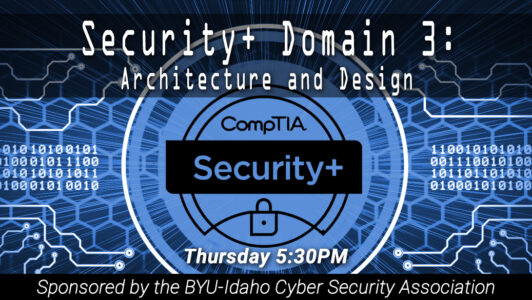 Security+ Domain 3:
Architecture and Design
CompTIA
Security+
Thursday 5:30PM
Sponsored by the BYU-Idaho Cyber Security Association